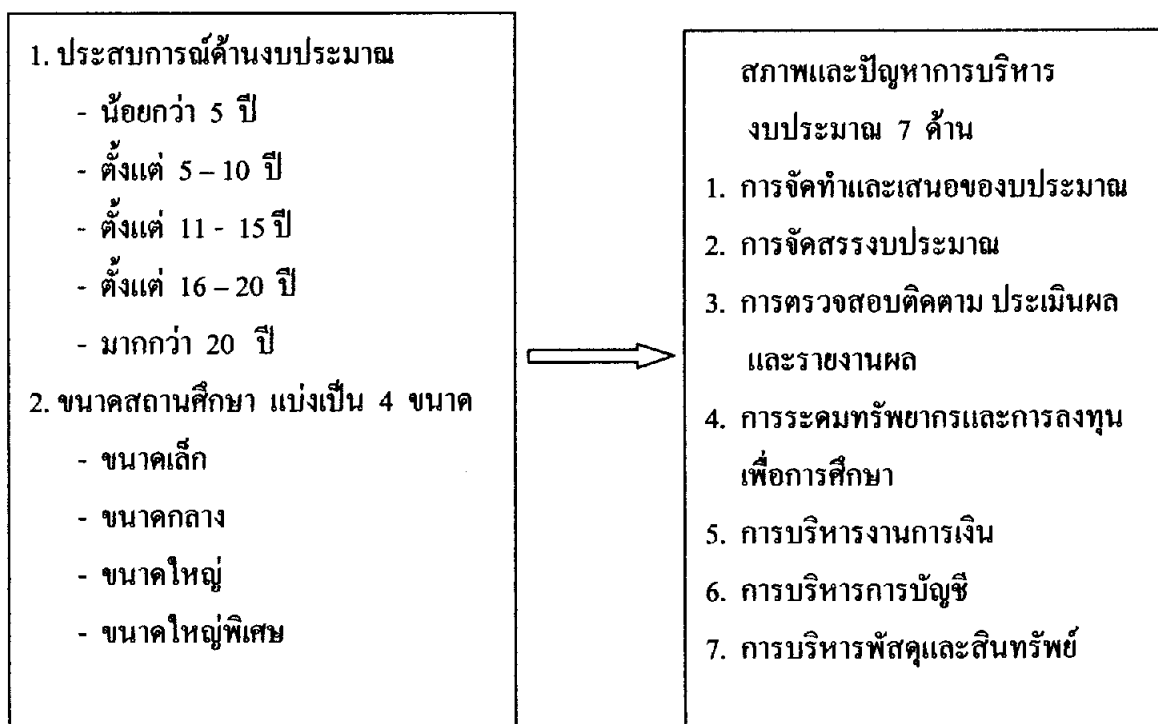 1. ประสบการณ์ด้านงบประมาณ
- น้อยกว่า 5 ปี
- ตั้งแต่ 5 – 10 ปี
- ตั้งแต่ 11 - 15 ปี
- ตั้งแต่ 16 – 20 ปี
- มากกว่า 20 ปี
2. ขนาดสถานศึกษา แบ่งเป็น 4 ขนาด
- ขนาดเล็ก
- ขนาดกลาง
- ขนาดใหญ่
- ขนาดใหญ่พิเศษ
สภาพและปัญหาการบริหาร
งบประมาณ 7 ด้าน
1. การจัดทำและเสนอของบประมาณ
2. การจัดสรรงบประมาณ
3. การตรวจสอบติดตาม ประเมินผล
และรายงานผล
4. การระดมทรัพยากรและการลงทุน
เพื่อการศึกษา
5. การบริหารงานการเงิน
6. การบริหารการบัญชี
7. การบริหารพัสดุและสินทรัพย์